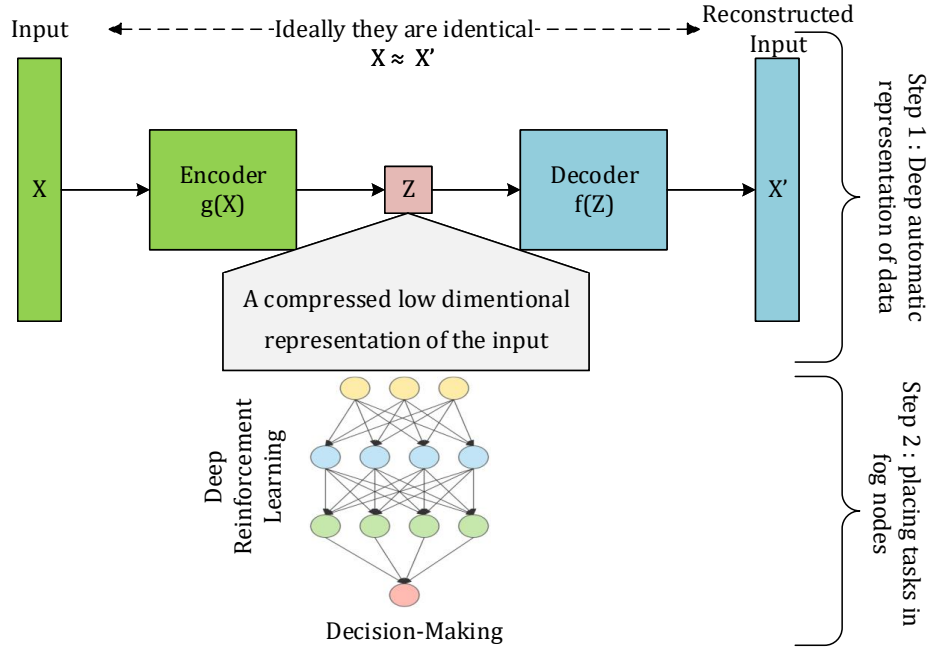 Input
Ideally they are identical
X ≈ X’
Reconstructed
Input
X
Encoder
g(X)
Z
Decoder
f(Z)
X’
A compressed low dimentional
representation of the input
Step 1 : Deep automatic
representation of data
Deep
Reinforcement
Learning
Step 2 : placing tasks in
fog nodes
Decision-Making